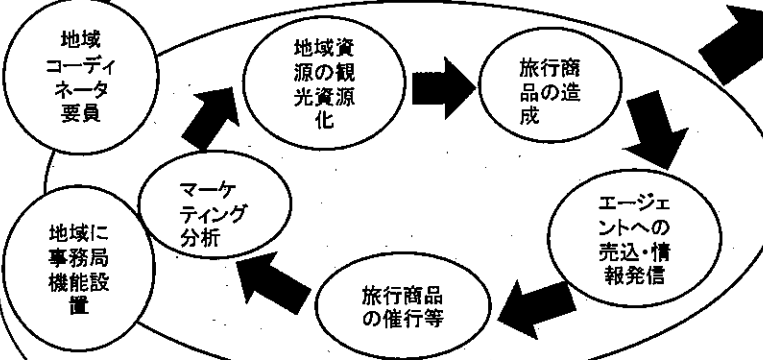 地域
コーディ
ネータ
要員
地域資
源の観
光資源
化
旅行商
品の造
成
マーケ
ティング
分析
エージェ
ントへの
売込・情
報発信
地域に
事務局
機能設
置
旅行商品
の催行等